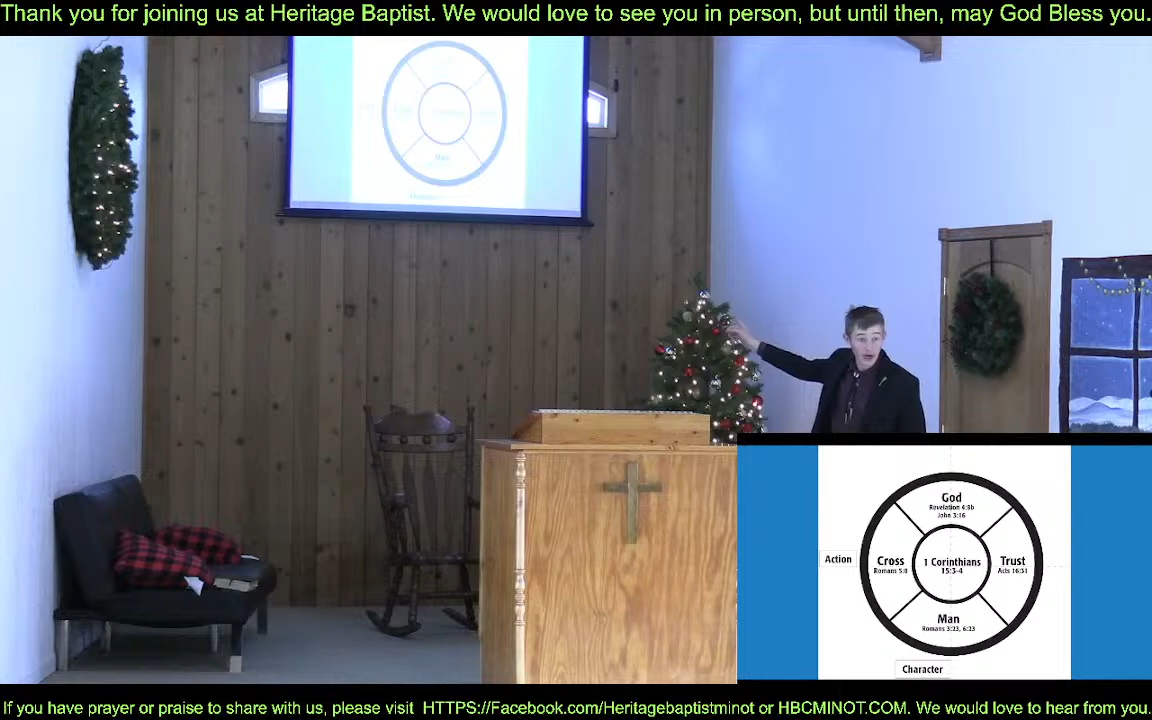 Thank you for joining us at Heritage Baptist. We would love to see you in person, but until then, may God Bless you.
Man
God
Revelation 4:8b
John 3:16
Action
Cross
Romans 5:8
1 Corinthians
15:3-4
Trust
Acts 16:31
Man
Romans 3:23, 6:23
Character
If you have prayer or praise to share with us, please visit HTTPS://Facebook.com/Heritagebaptistminot or HBCMINOT.COM. We would love to hear from you.